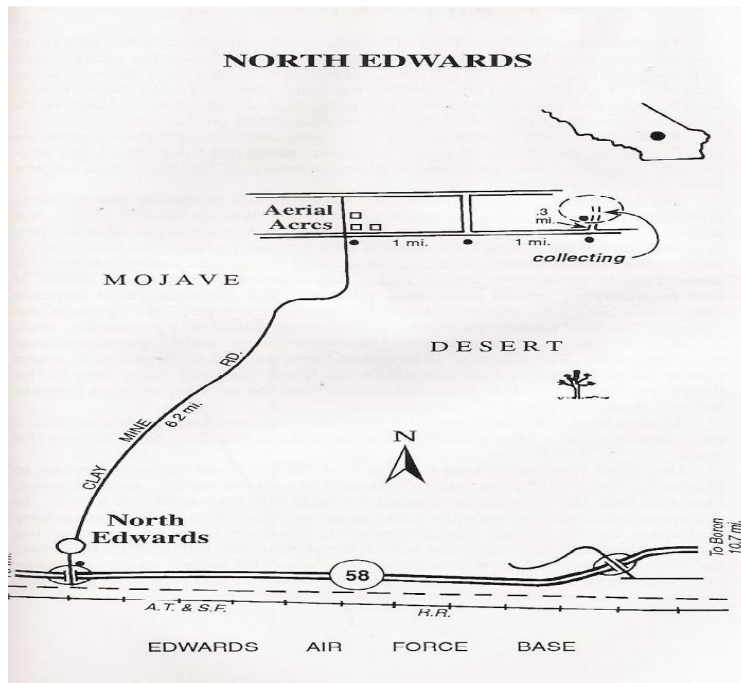 NORTH EDWARDS
Aerial
Acres
.3
mi.
1 mi.
1 mi.
collecting
MOJAVE
DESERT
RD.
6.2 mi.
MINE
CLAY
N
North
Edwards
To Boron
10.7 mi.
58
A.T. & S.F.
R.R.
EDWARDS AIR FORCE BASE